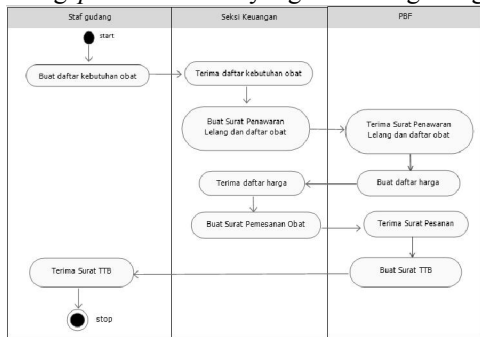 Staf gudang
Seksi Keuangan
PBF
start
Buat daftar kebutuhan obat
Terima daftar kebutuhan obat
Buat Surat Penawaran
Lelang dan daftar obat
Terima Surat Penawaran
Lelang dan daftar obat
Terima daftar harga
Buat daftar harga
Buat Surat Pemesanan Obat
Terima Surat Pesanan
Terima Surat TTB
Buat Surat TTB
stop